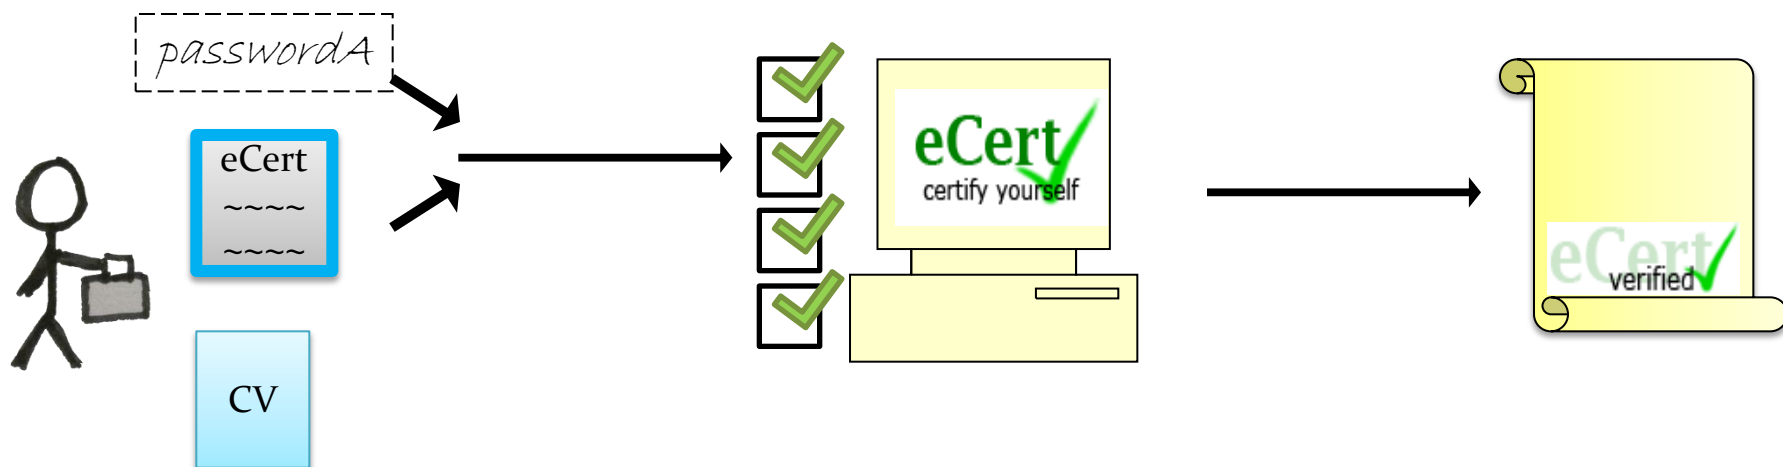 passwordA
eCert
~~~~
~~~~
CV
eCert
certify yourself
eCert
verified